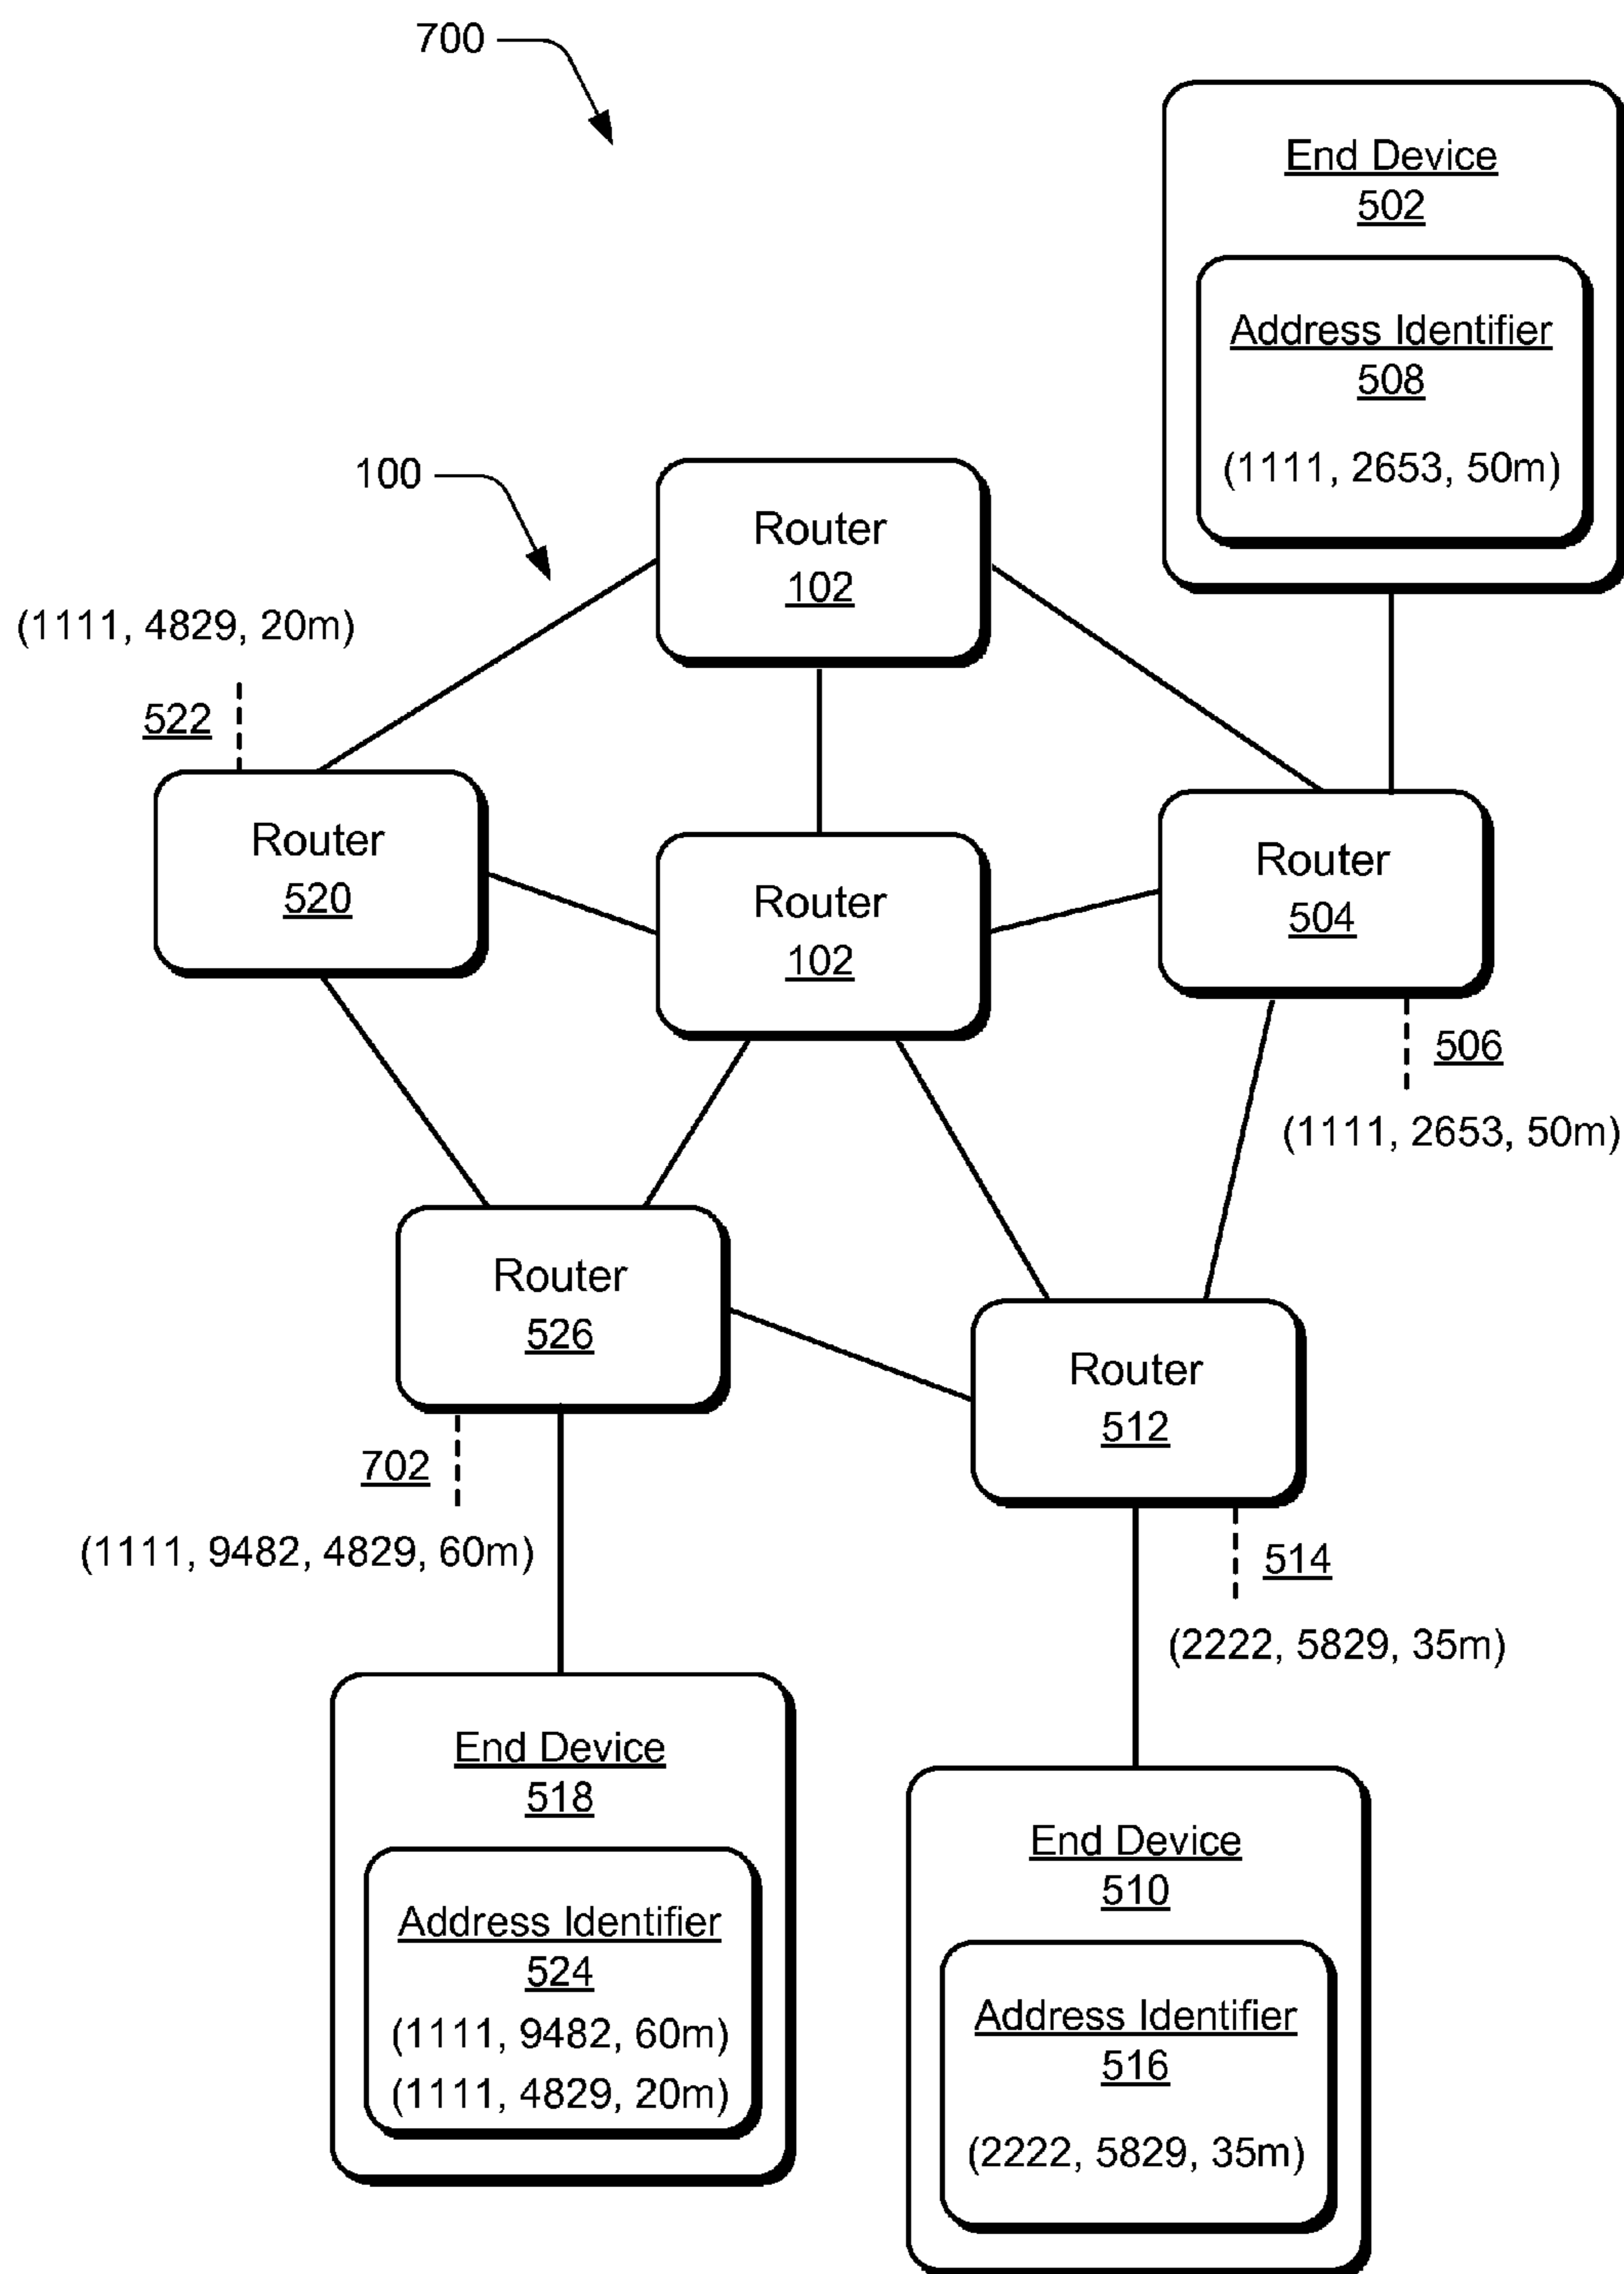 700
End Device
502
Address Identifier
508
(1111, 2653, 50m)
100
Router
102
(1111, 4829, 20m)
522
Router
520
Router
102
Router
504
506
(1111, 2653, 50m)
Router
526
Router
512
702
(1111, 9482, 4829, 60m)
514
(2222, 5829, 35m)
End Device
518
Address Identifier
524
(1111, 9482, 60m)
(1111, 4829, 20m)
End Device
510
Address Identifier
516
(2222, 5829, 35m)